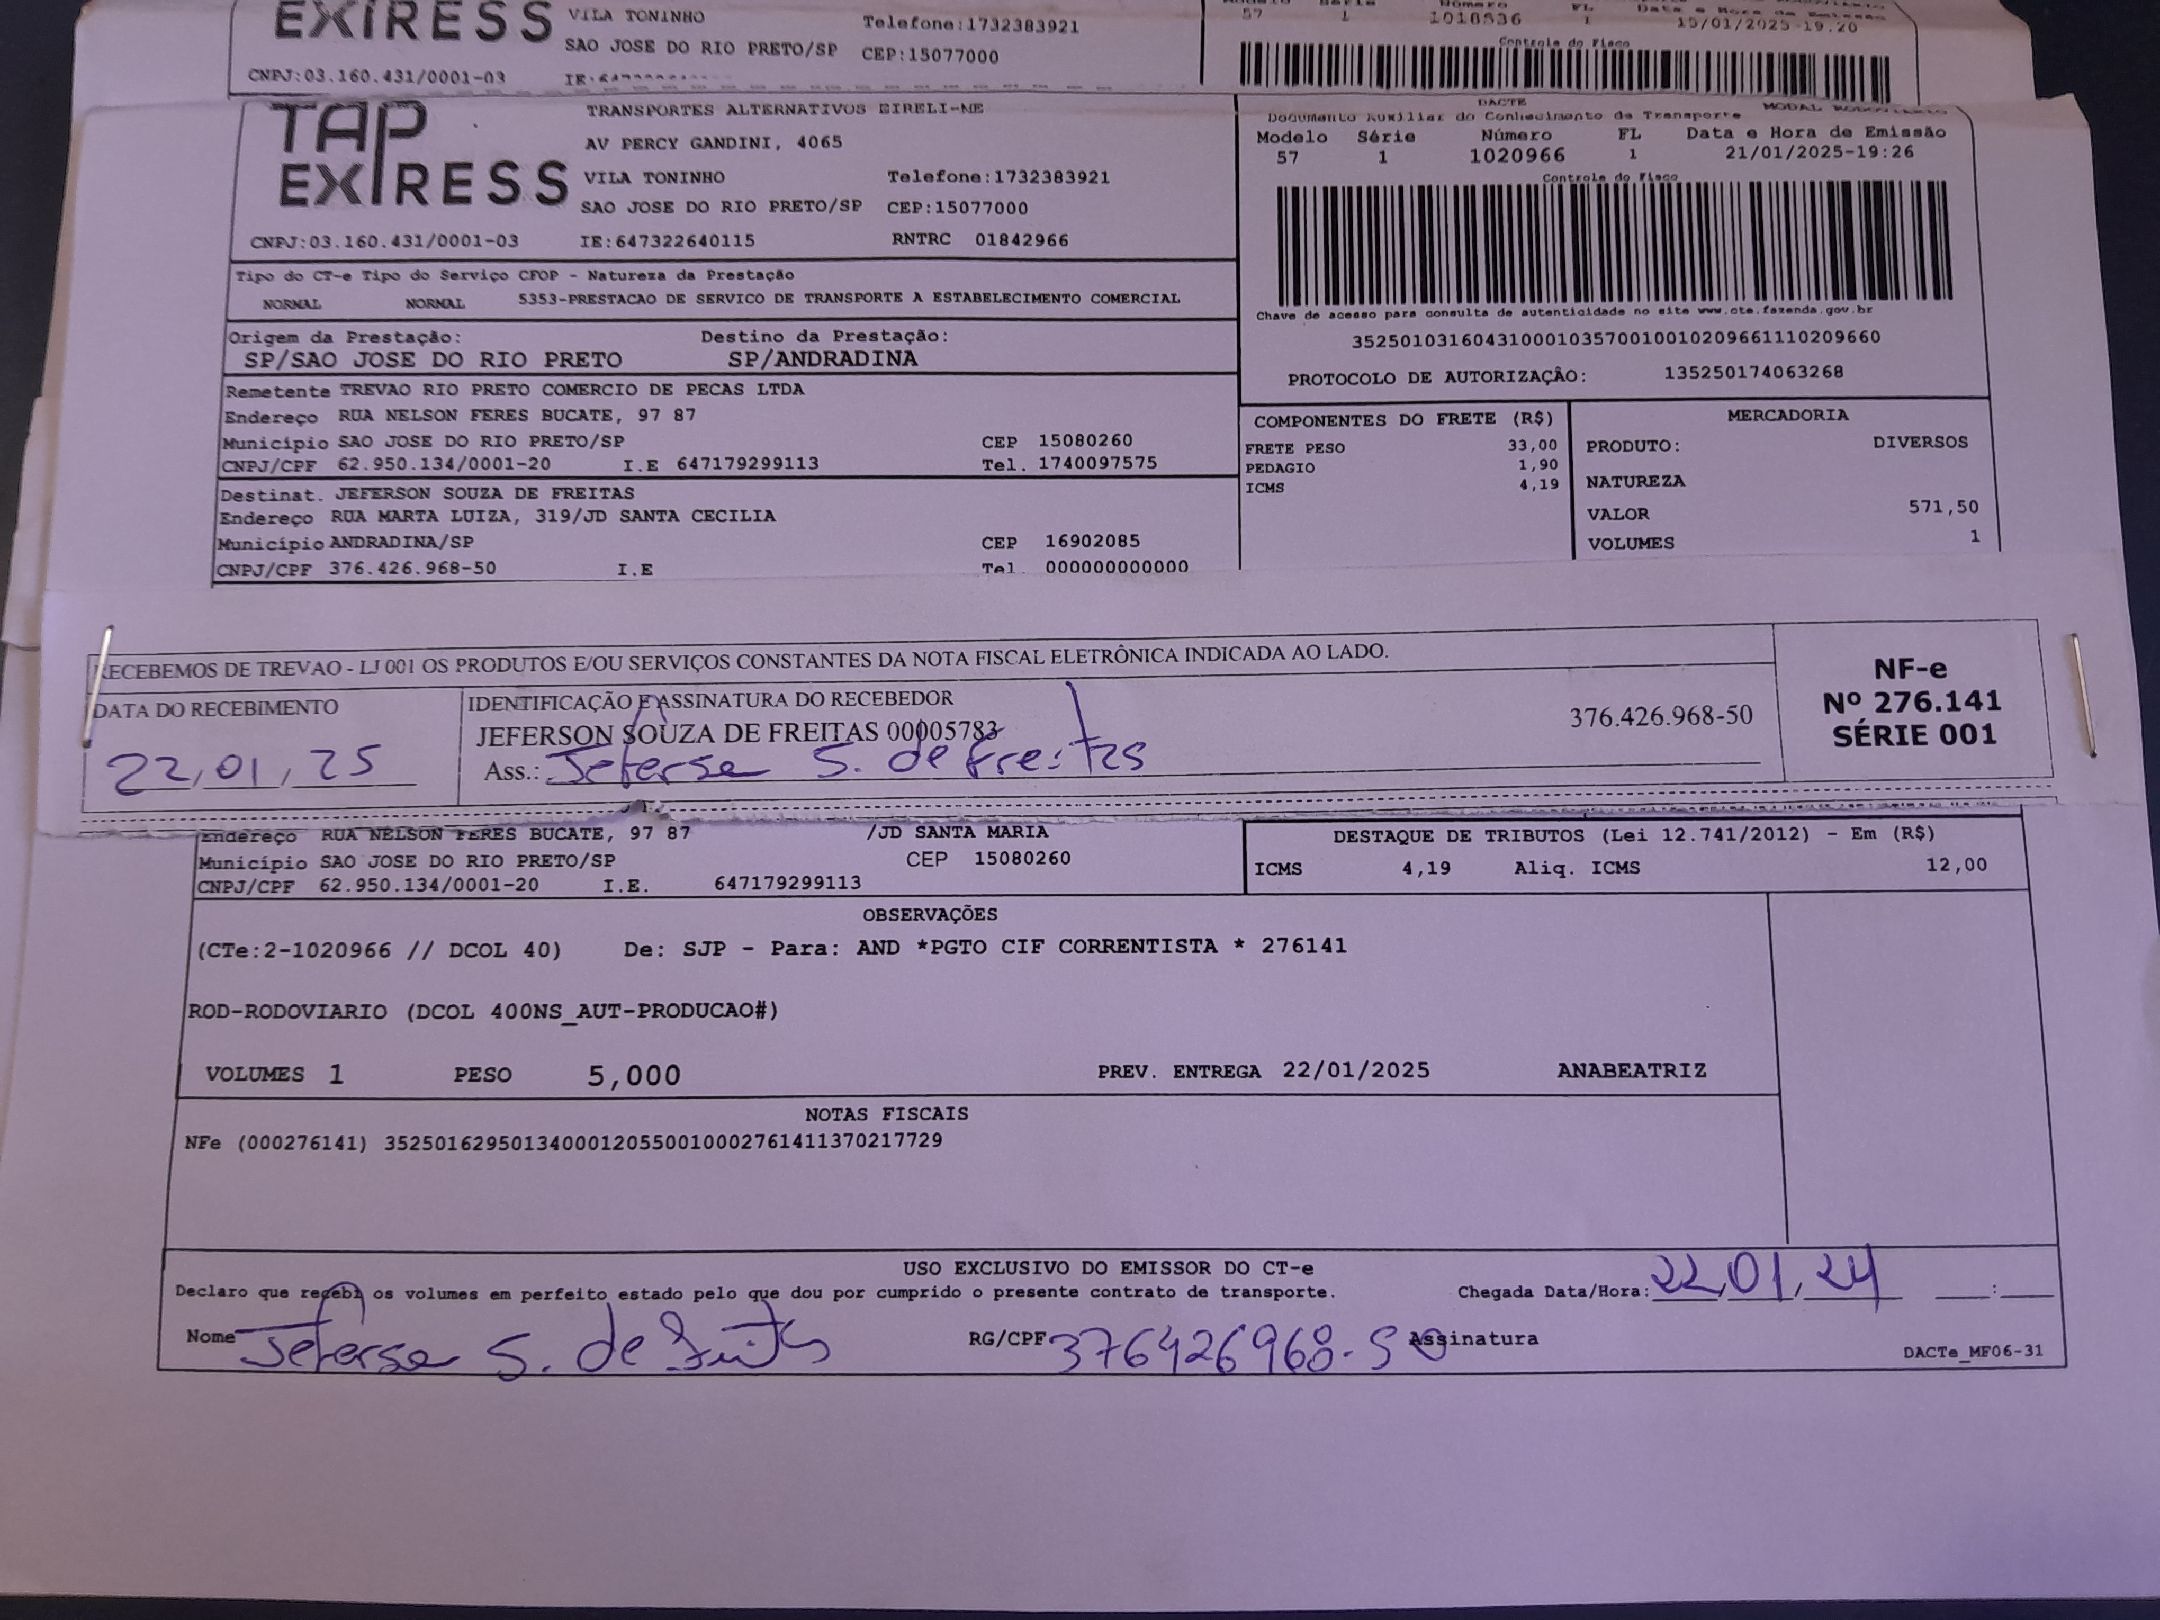 EXPRESS
VILA TONINHO Telefone:1732383921
SAO JOSE DO RIO PRETO/SP CEP:15077000
CNPJ:03.160.431/0001-03
57 1 1018536 1 15/01/2025-19:20
Controle do Fisco
TAP EXPRESS
TRANSPORTES ALTERNATIVOS EIRELI-ME
AV PERCY GANDINI, 4065
VILA TONINHO Telefone:1732383921
SAO JOSE DO RIO PRETO/SP CEP:15077000
CNPJ:03.160.431/0001-03 IE:647322640115 RNTRC 01842966
DACTE
Documento Auxiliar do Conhecimento de Transporte MODAL
Modelo Série Número FL Data e Hora de Emissão
57 1 1020966 1 21/01/2025-19:26
Controle do Fisco
Chave de acesso para consulta de autenticidade no site www.cte.fazenda.gov.br
35250103160431000103570010010209661110209660
PROTOCOLO DE AUTORIZAÇÃO: 135250174063268
Tipo do CT-e Tipo do Serviço CFOP - Natureza da Prestação
NORMAL NORMAL 5353-PRESTACAO DE SERVICO DE TRANSPORTE A ESTABELECIMENTO COMERCIAL
Origem da Prestação: Destino da Prestação:
SP/SAO JOSE DO RIO PRETO SP/ANDRADINA
Remetente TREVAO RIO PRETO COMERCIO DE PECAS LTDA
Endereço RUA NELSON FERES BUCATE, 97 87
Município SAO JOSE DO RIO PRETO/SP CEP 15080260
CNPJ/CPF 62.950.134/0001-20 I.E 647179299113 Tel. 1740097575
Destinat. JEFERSON SOUZA DE FREITAS
Endereço RUA MARTA LUIZA, 319/JD SANTA CECILIA
Município ANDRADINA/SP CEP 16902085
CNPJ/CPF 376.426.968-50 I.E Tel. 000000000000
COMPONENTES DO FRETE (R$)
FRETE PESO 33,00
PEDAGIO 1,90
ICMS 4,19
MERCADORIA
PRODUTO: DIVERSOS
NATUREZA
VALOR 571,50
VOLUMES 1
RECEBEMOS DE TREVAO - LJ 001 OS PRODUTOS E/OU SERVIÇOS CONSTANTES DA NOTA FISCAL ELETRÔNICA INDICADA AO LADO.
DATA DO RECEBIMENTO
22/01/25
IDENTIFICAÇÃO E ASSINATURA DO RECEBEDOR
JEFERSON SOUZA DE FREITAS 00005783 376.426.968-50
Ass.: Jeferson S. de Freitas
NF-e
Nº 276.141
SÉRIE 001
Endereço RUA NELSON FERES BUCATE, 97 87 /JD SANTA MARIA
Município SAO JOSE DO RIO PRETO/SP CEP 15080260
CNPJ/CPF 62.950.134/0001-20 I.E. 647179299113
DESTAQUE DE TRIBUTOS (Lei 12.741/2012) - Em (R$)
ICMS 4,19 Aliq. ICMS 12,00
OBSERVAÇÕES
(CTe:2-1020966 // DCOL 40) De: SJP - Para: AND *PGTO CIF CORRENTISTA * 276141
ROD-RODOVIARIO (DCOL 400NS_AUT-PRODUCAO#)
VOLUMES 1 PESO 5,000 PREV. ENTREGA 22/01/2025 ANABEATRIZ
NOTAS FISCAIS
NFe (000276141) 35250162950134000120550010002761411370217729
USO EXCLUSIVO DO EMISSOR DO CT-e
Declaro que recebi os volumes em perfeito estado pelo que dou por cumprido o presente contrato de transporte. Chegada Data/Hora: 22/01/24 __:__
Nome Jeferson S. de Freitas RG/CPF 376426968-50 Assinatura
DACTe_MF06-31